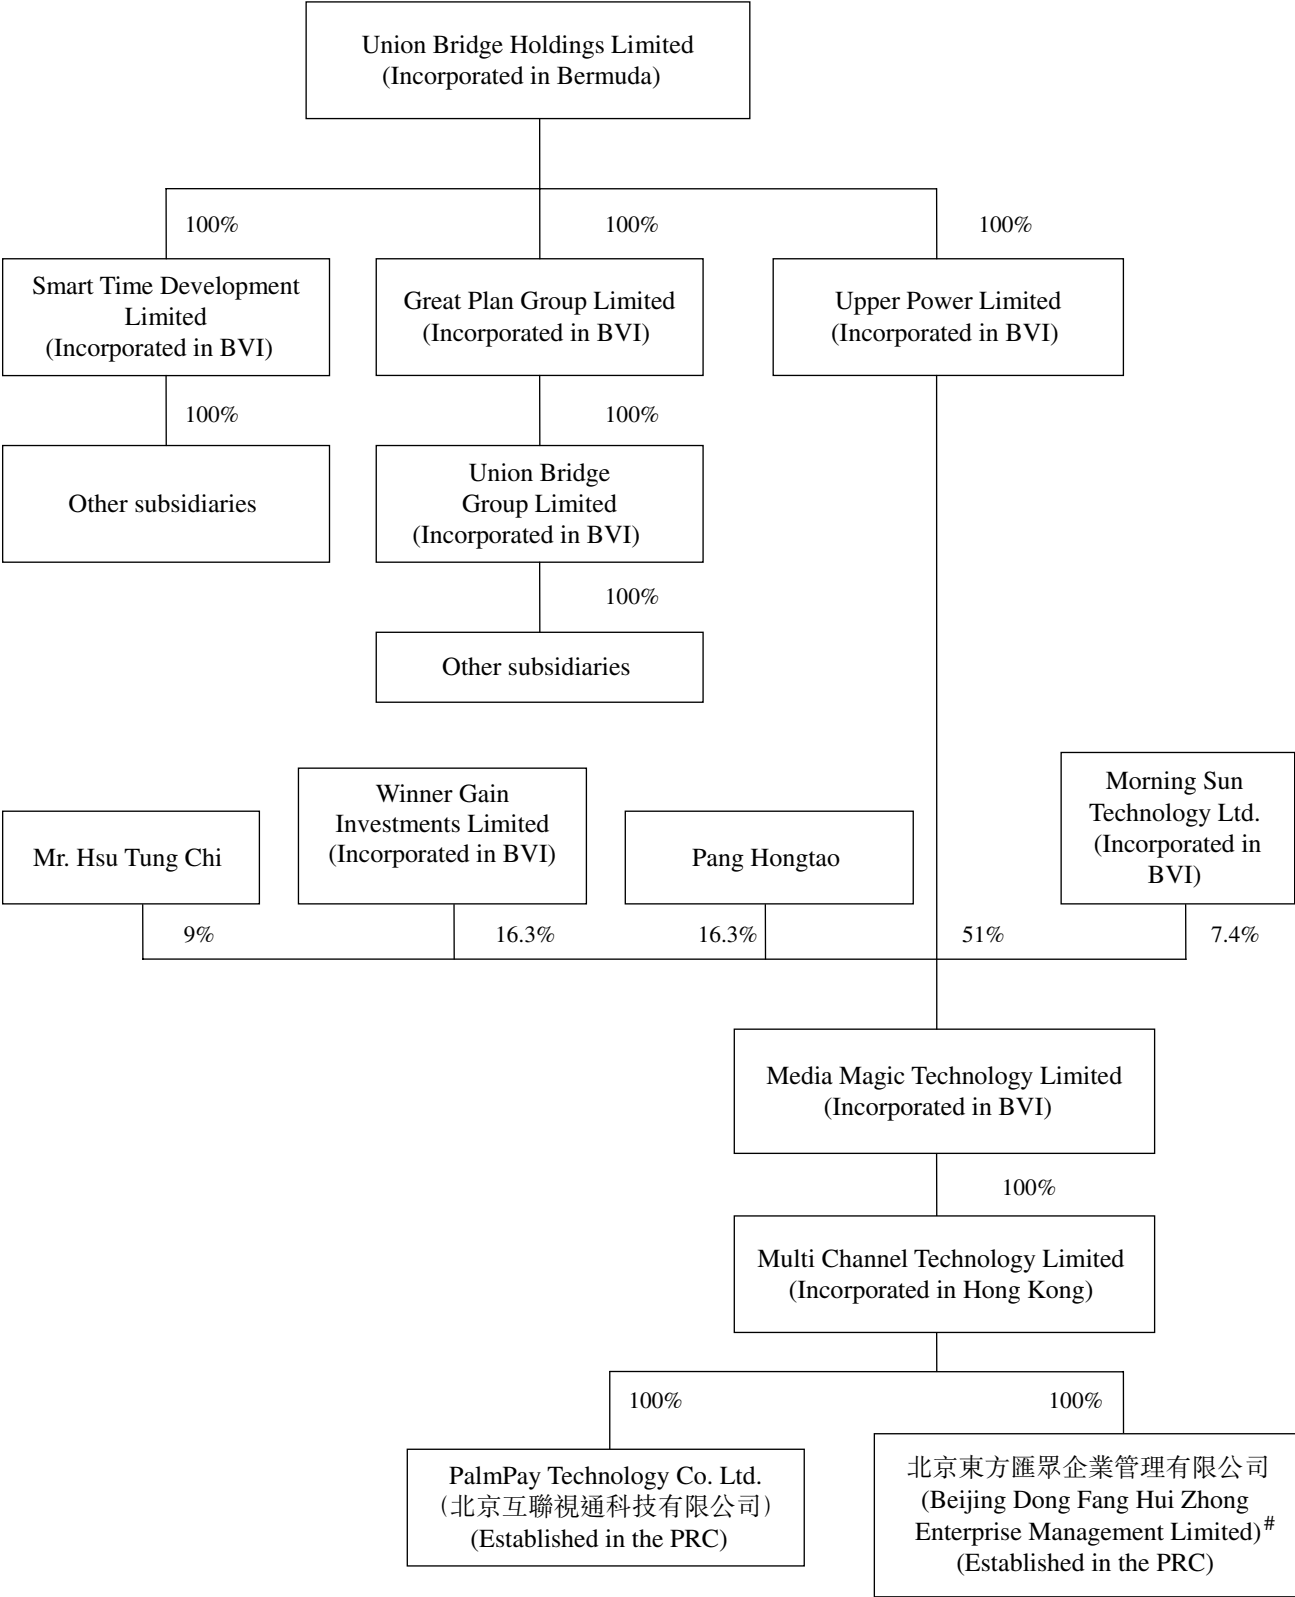 Union Bridge Holdings Limited
(Incorporated in Bermuda)
100%
100%
100%
Smart Time Development
Limited
(Incorporated in BVI)
Great Plan Group Limited
(Incorporated in BVI)
Upper Power Limited
(Incorporated in BVI)
100%
100%
Other subsidiaries
Union Bridge
Group Limited
(Incorporated in BVI)
100%
Other subsidiaries
Mr. Hsu Tung Chi
Winner Gain
Investments Limited
(Incorporated in BVI)
Pang Hongtao
Morning Sun
Technology Ltd.
(Incorporated in
BVI)
9%
16.3%
16.3%
51%
7.4%
Media Magic Technology Limited
(Incorporated in BVI)
100%
Multi Channel Technology Limited
(Incorporated in Hong Kong)
100%
100%
PalmPay Technology Co. Ltd.
(北京互聯視通科技有限公司)
(Established in the PRC)
北京東方匯眾企業管理有限公司
(Beijing Dong Fang Hui Zhong
Enterprise Management Limited)#
(Established in the PRC)